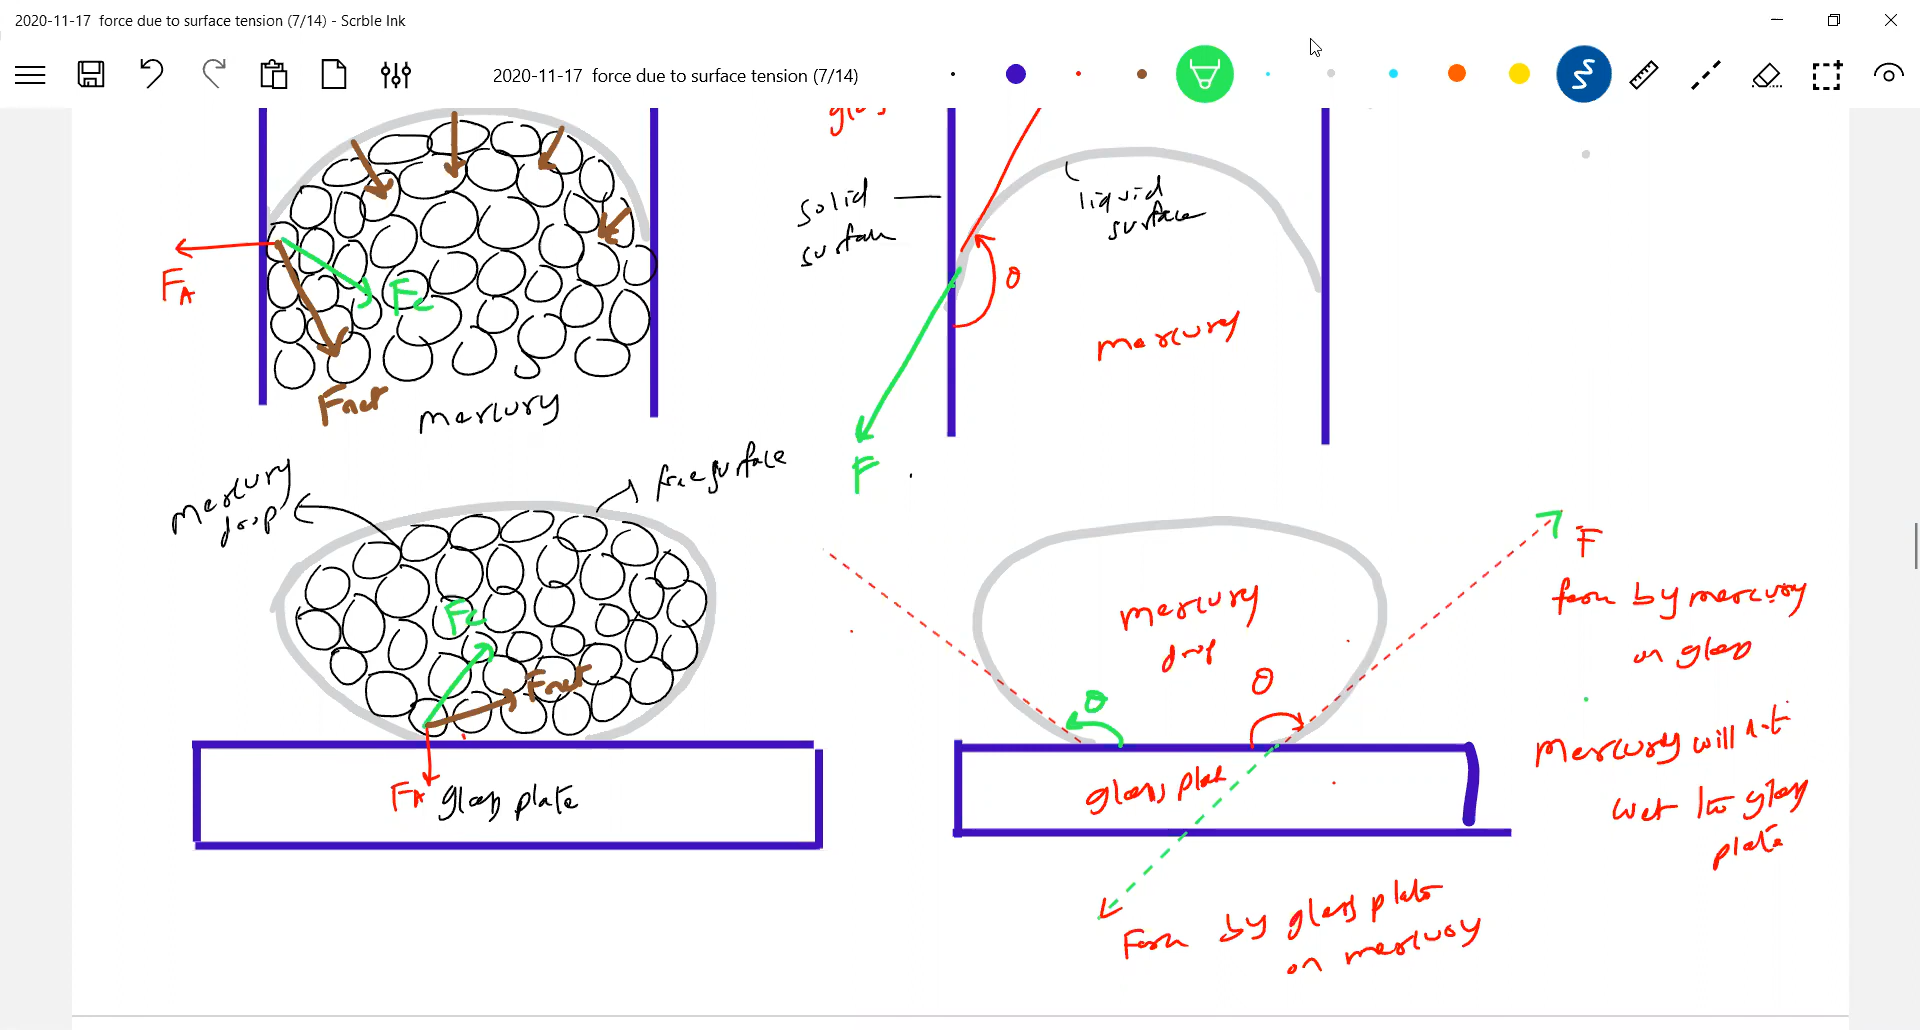 2020-11-17 force due to surface tension (7/14) - Scrble Ink
2020-11-17 force due to surface tension (7/14)
solid
surface
liquid
surface
θ
FA
Fc
Fnet
mercury
mercury
F
mercury
drop
free surface
Fc
Fnet
FA
glass plate
mercury
drop
θ
θ
glass plate
F
force by mercury
on glass
Mercury will not
wet the glass
plate
Force by glass plate
on mercury